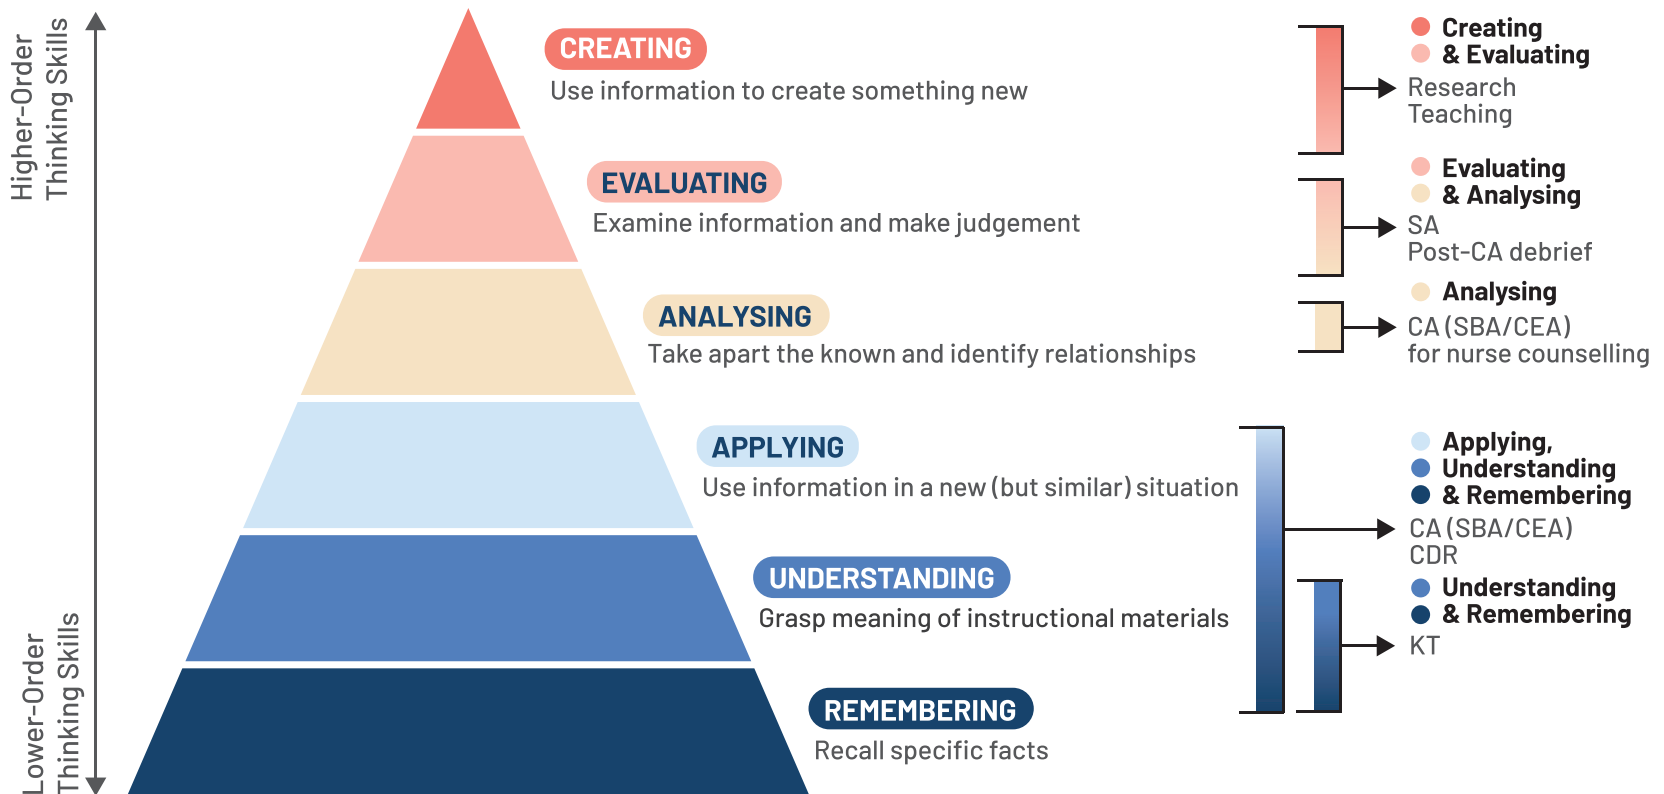 Higher-Order
Thinking Skills
CREATING
Use information to create something new
EVALUATING
Examine information and make judgement
ANALYSING
Take apart the known and identify relationships
APPLYING
Use information in a new (but similar) situation
UNDERSTANDING
Grasp meaning of instructional materials
REMEMBERING
Recall specific facts
Lower-Order
Thinking Skills
Creating
& Evaluating
Research
Teaching
Evaluating
& Analysing
SA
Post-CA debrief
Analysing
CA (SBA/CEA)
for nurse counselling
Applying,
Understanding
& Remembering
CA (SBA/CEA)
CDR
Understanding
& Remembering
KT